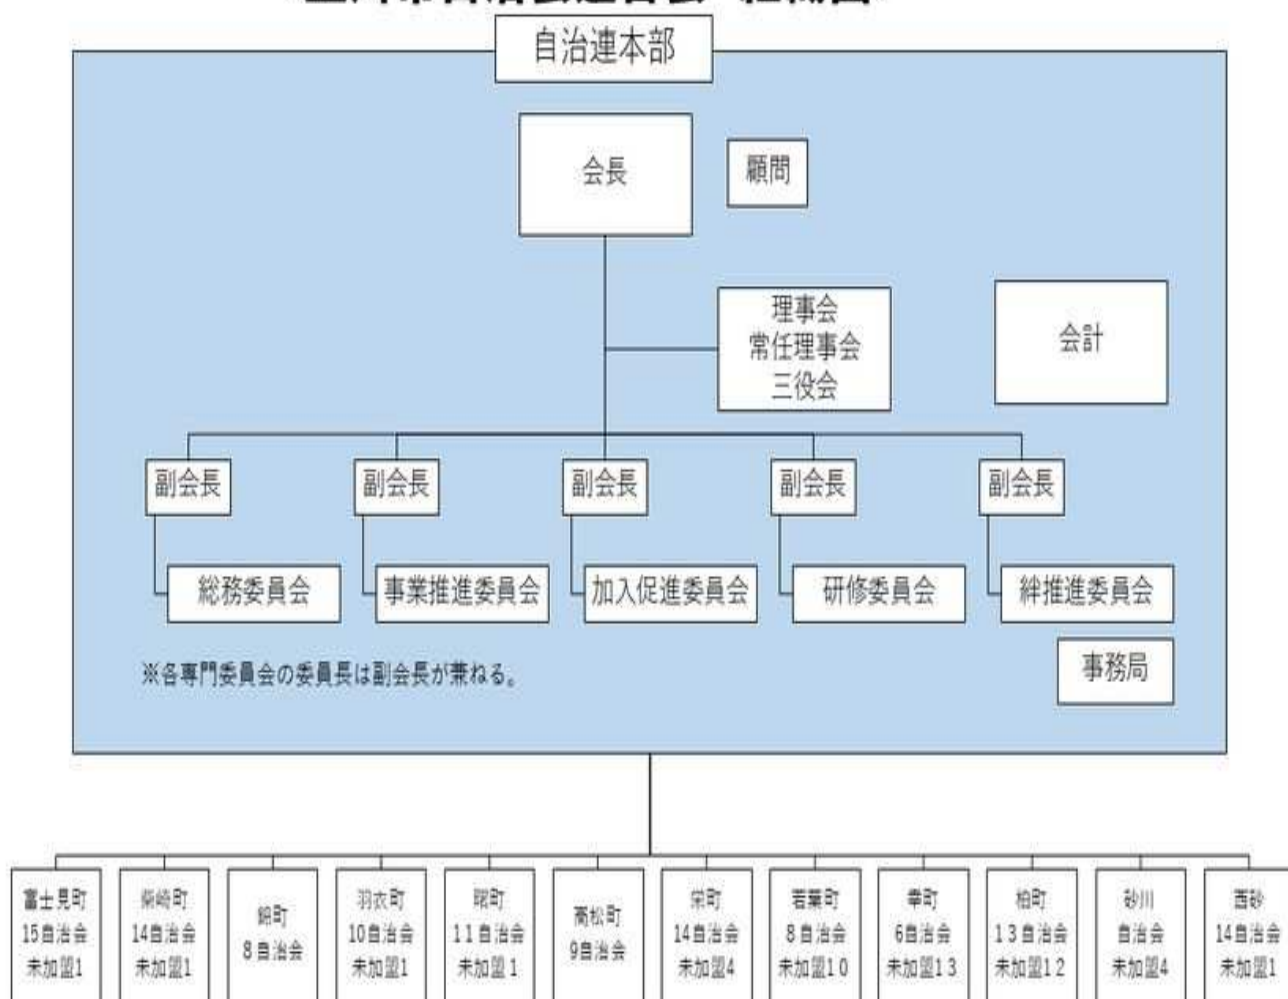 自治連本部
会長
顧問
理事会
常任理事会
三役会
会計
副会長
副会長
副会長
副会長
副会長
総務委員会
事業推進委員会
加入促進委員会
研修委員会
絆推進委員会
※各専門委員会の委員長は副会長が兼ねる。
事務局
富士見町
15自治会
未加盟1
柴崎町
14自治会
未加盟1
錦町
8自治会
羽衣町
10自治会
未加盟1
曙町
11自治会
未加盟1
高松町
9自治会
栄町
14自治会
未加盟4
若葉町
8自治会
未加盟10
幸町
6自治会
未加盟13
柏町
13自治会
未加盟12
砂川
自治会
未加盟4
西砂
14自治会
未加盟1